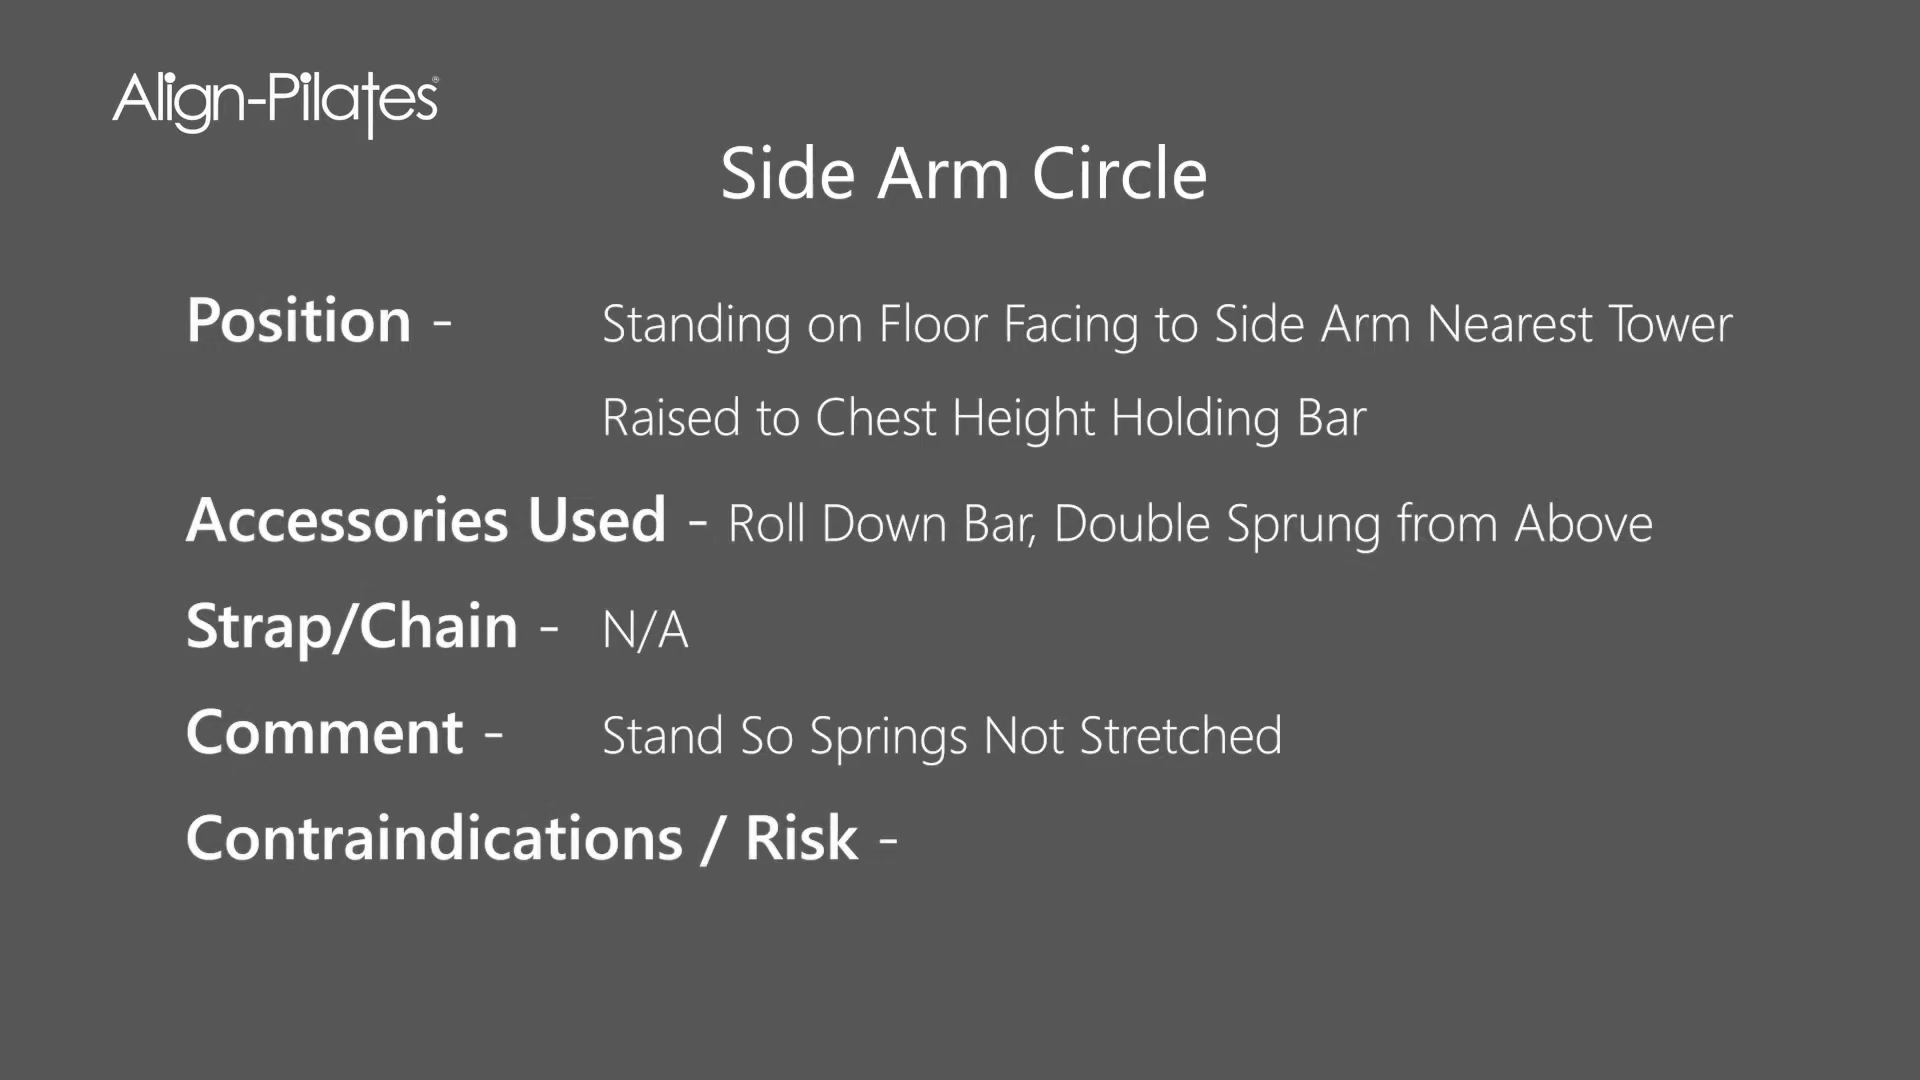 Align-Pilates®
Side Arm Circle
Position - Standing on Floor Facing to Side Arm Nearest Tower
Raised to Chest Height Holding Bar
Accessories Used - Roll Down Bar, Double Sprung from Above
Strap/Chain - N/A
Comment - Stand So Springs Not Stretched
Contraindications / Risk -